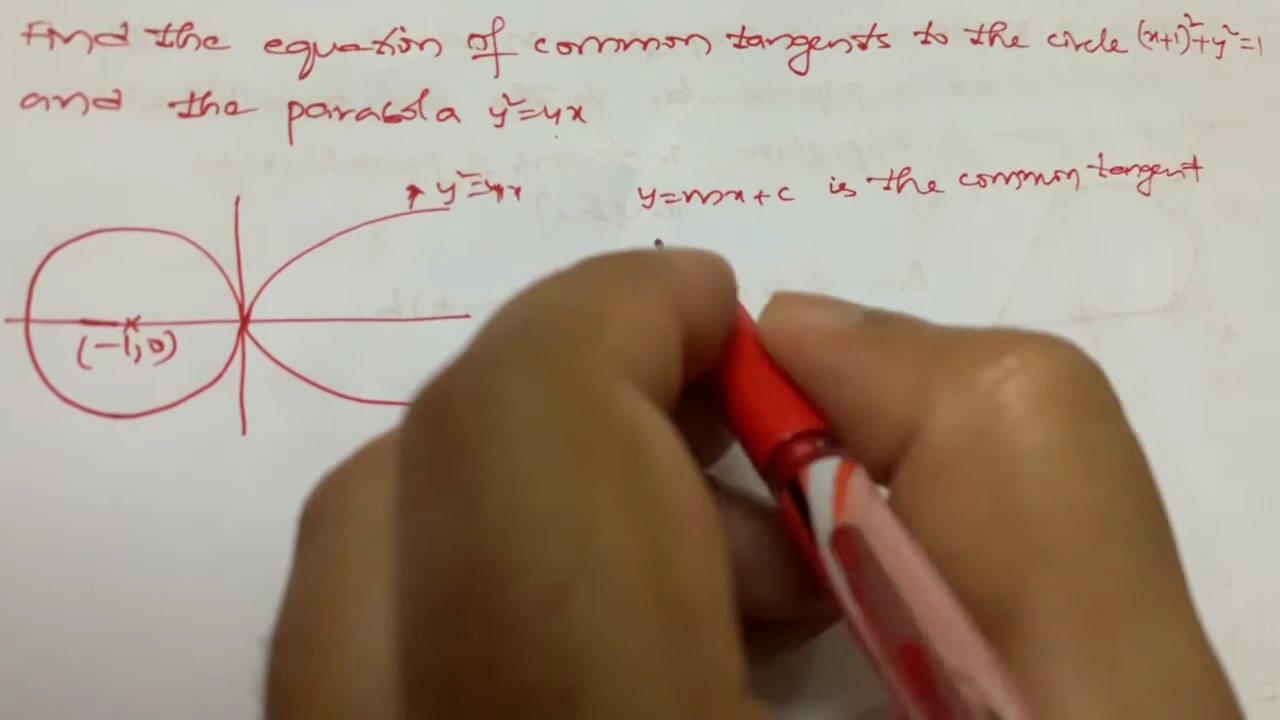 Find the equation of common tangents to the circle (x+1)²+y²=1
and the parabola y²=4x
y²=4x
y=mx+c is the common tangent
(-1,0)